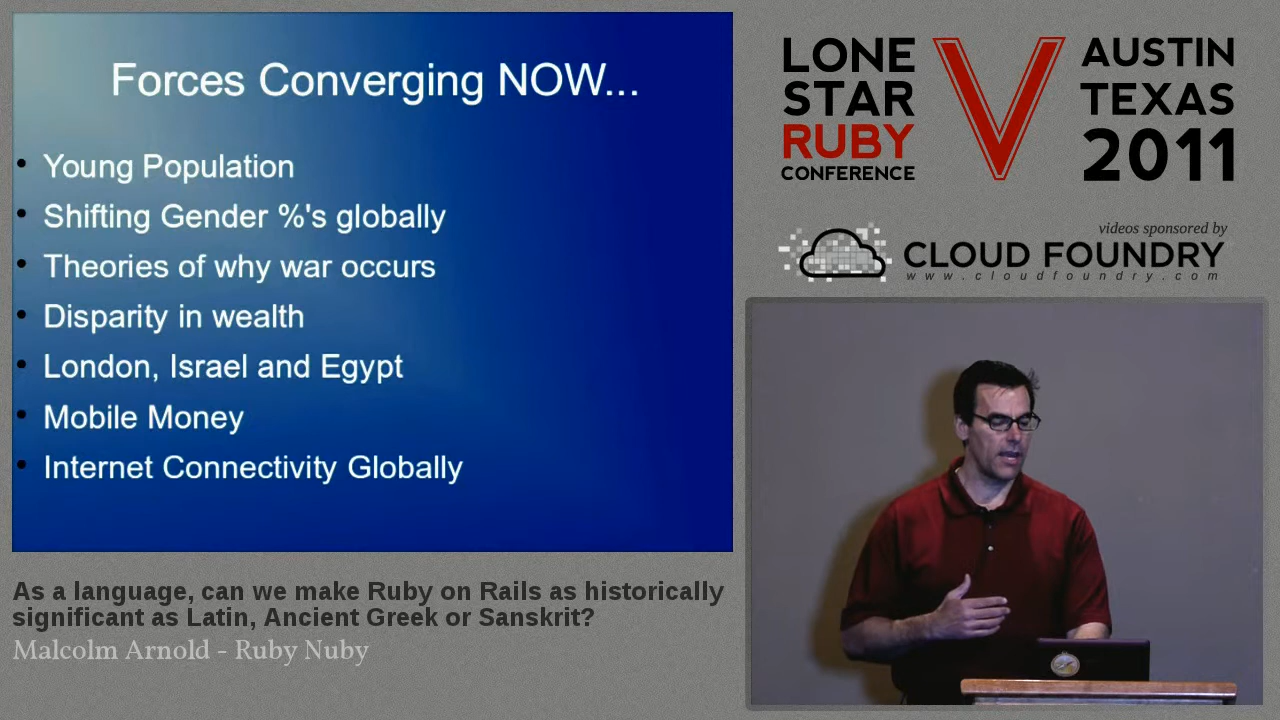 Forces Converging NOW...
• Young Population
• Shifting Gender %'s globally
• Theories of why war occurs
• Disparity in wealth
• London, Israel and Egypt
• Mobile Money
• Internet Connectivity Globally
As a language, can we make Ruby on Rails as historically
significant as Latin, Ancient Greek or Sanskrit?
Malcolm Arnold - Ruby Nuby
LONE
STAR
RUBY
CONFERENCE
V
AUSTIN
TEXAS
2011
videos sponsored by
CLOUD FOUNDRY
www.cloudfoundry.com